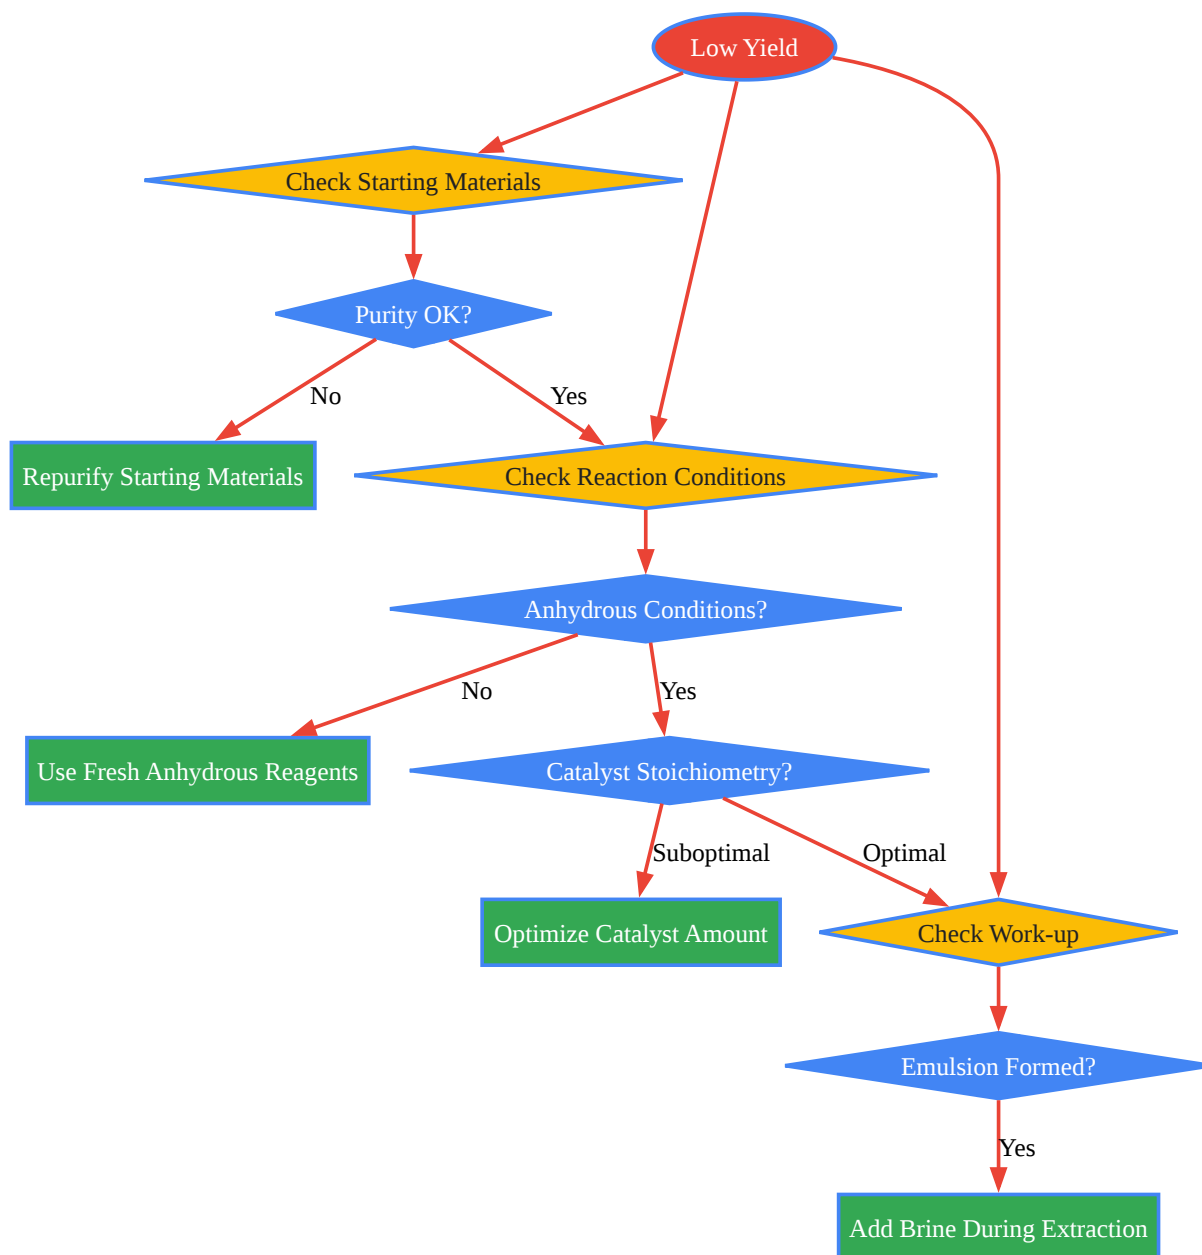 Low Yield
Check Starting Materials
Purity OK?
No
Yes
Repurify Starting Materials
Check Reaction Conditions
Anhydrous Conditions?
No
Yes
Use Fresh Anhydrous Reagents
Catalyst Stoichiometry?
Suboptimal
Optimal
Optimize Catalyst Amount
Check Work-up
Emulsion Formed?
Yes
Add Brine During Extraction